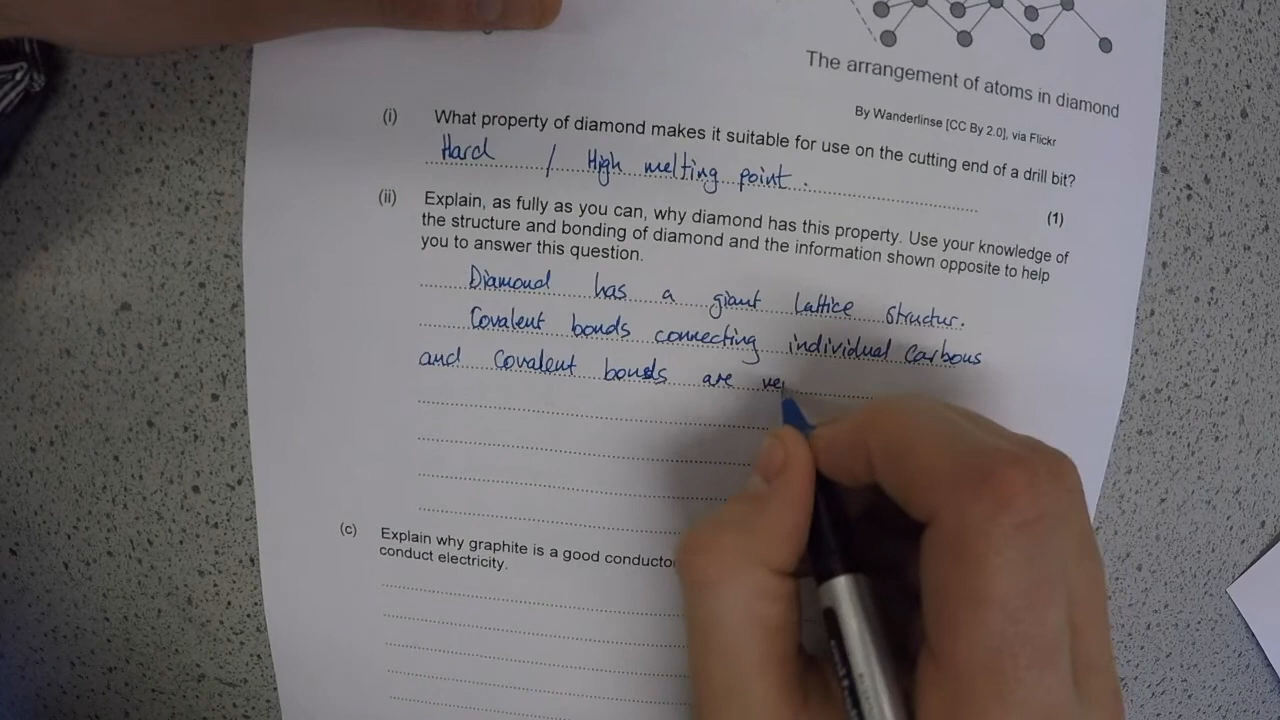 The arrangement of atoms in diamond
By Wanderlinse [CC By 2.0], via Flickr
(i) What property of diamond makes it suitable for use on the cutting end of a drill bit?
Hard / High melting point.
(1)
(ii) Explain, as fully as you can, why diamond has this property. Use your knowledge of
the structure and bonding of diamond and the information shown opposite to help
you to answer this question.
Diamond has a giant lattice structur.
Covalent bonds connecting individual Carbons
and Covalent bonds are ve
(c) Explain why graphite is a good conducto
conduct electricity.